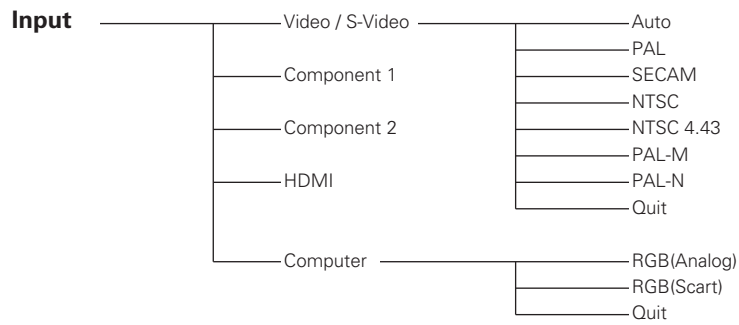 Input
Video / S-Video
Auto
PAL
Component 1
SECAM
NTSC
Component 2
NTSC 4.43
PAL-M
HDMI
PAL-N
Quit
Computer
RGB(Analog)
RGB(Scart)
Quit